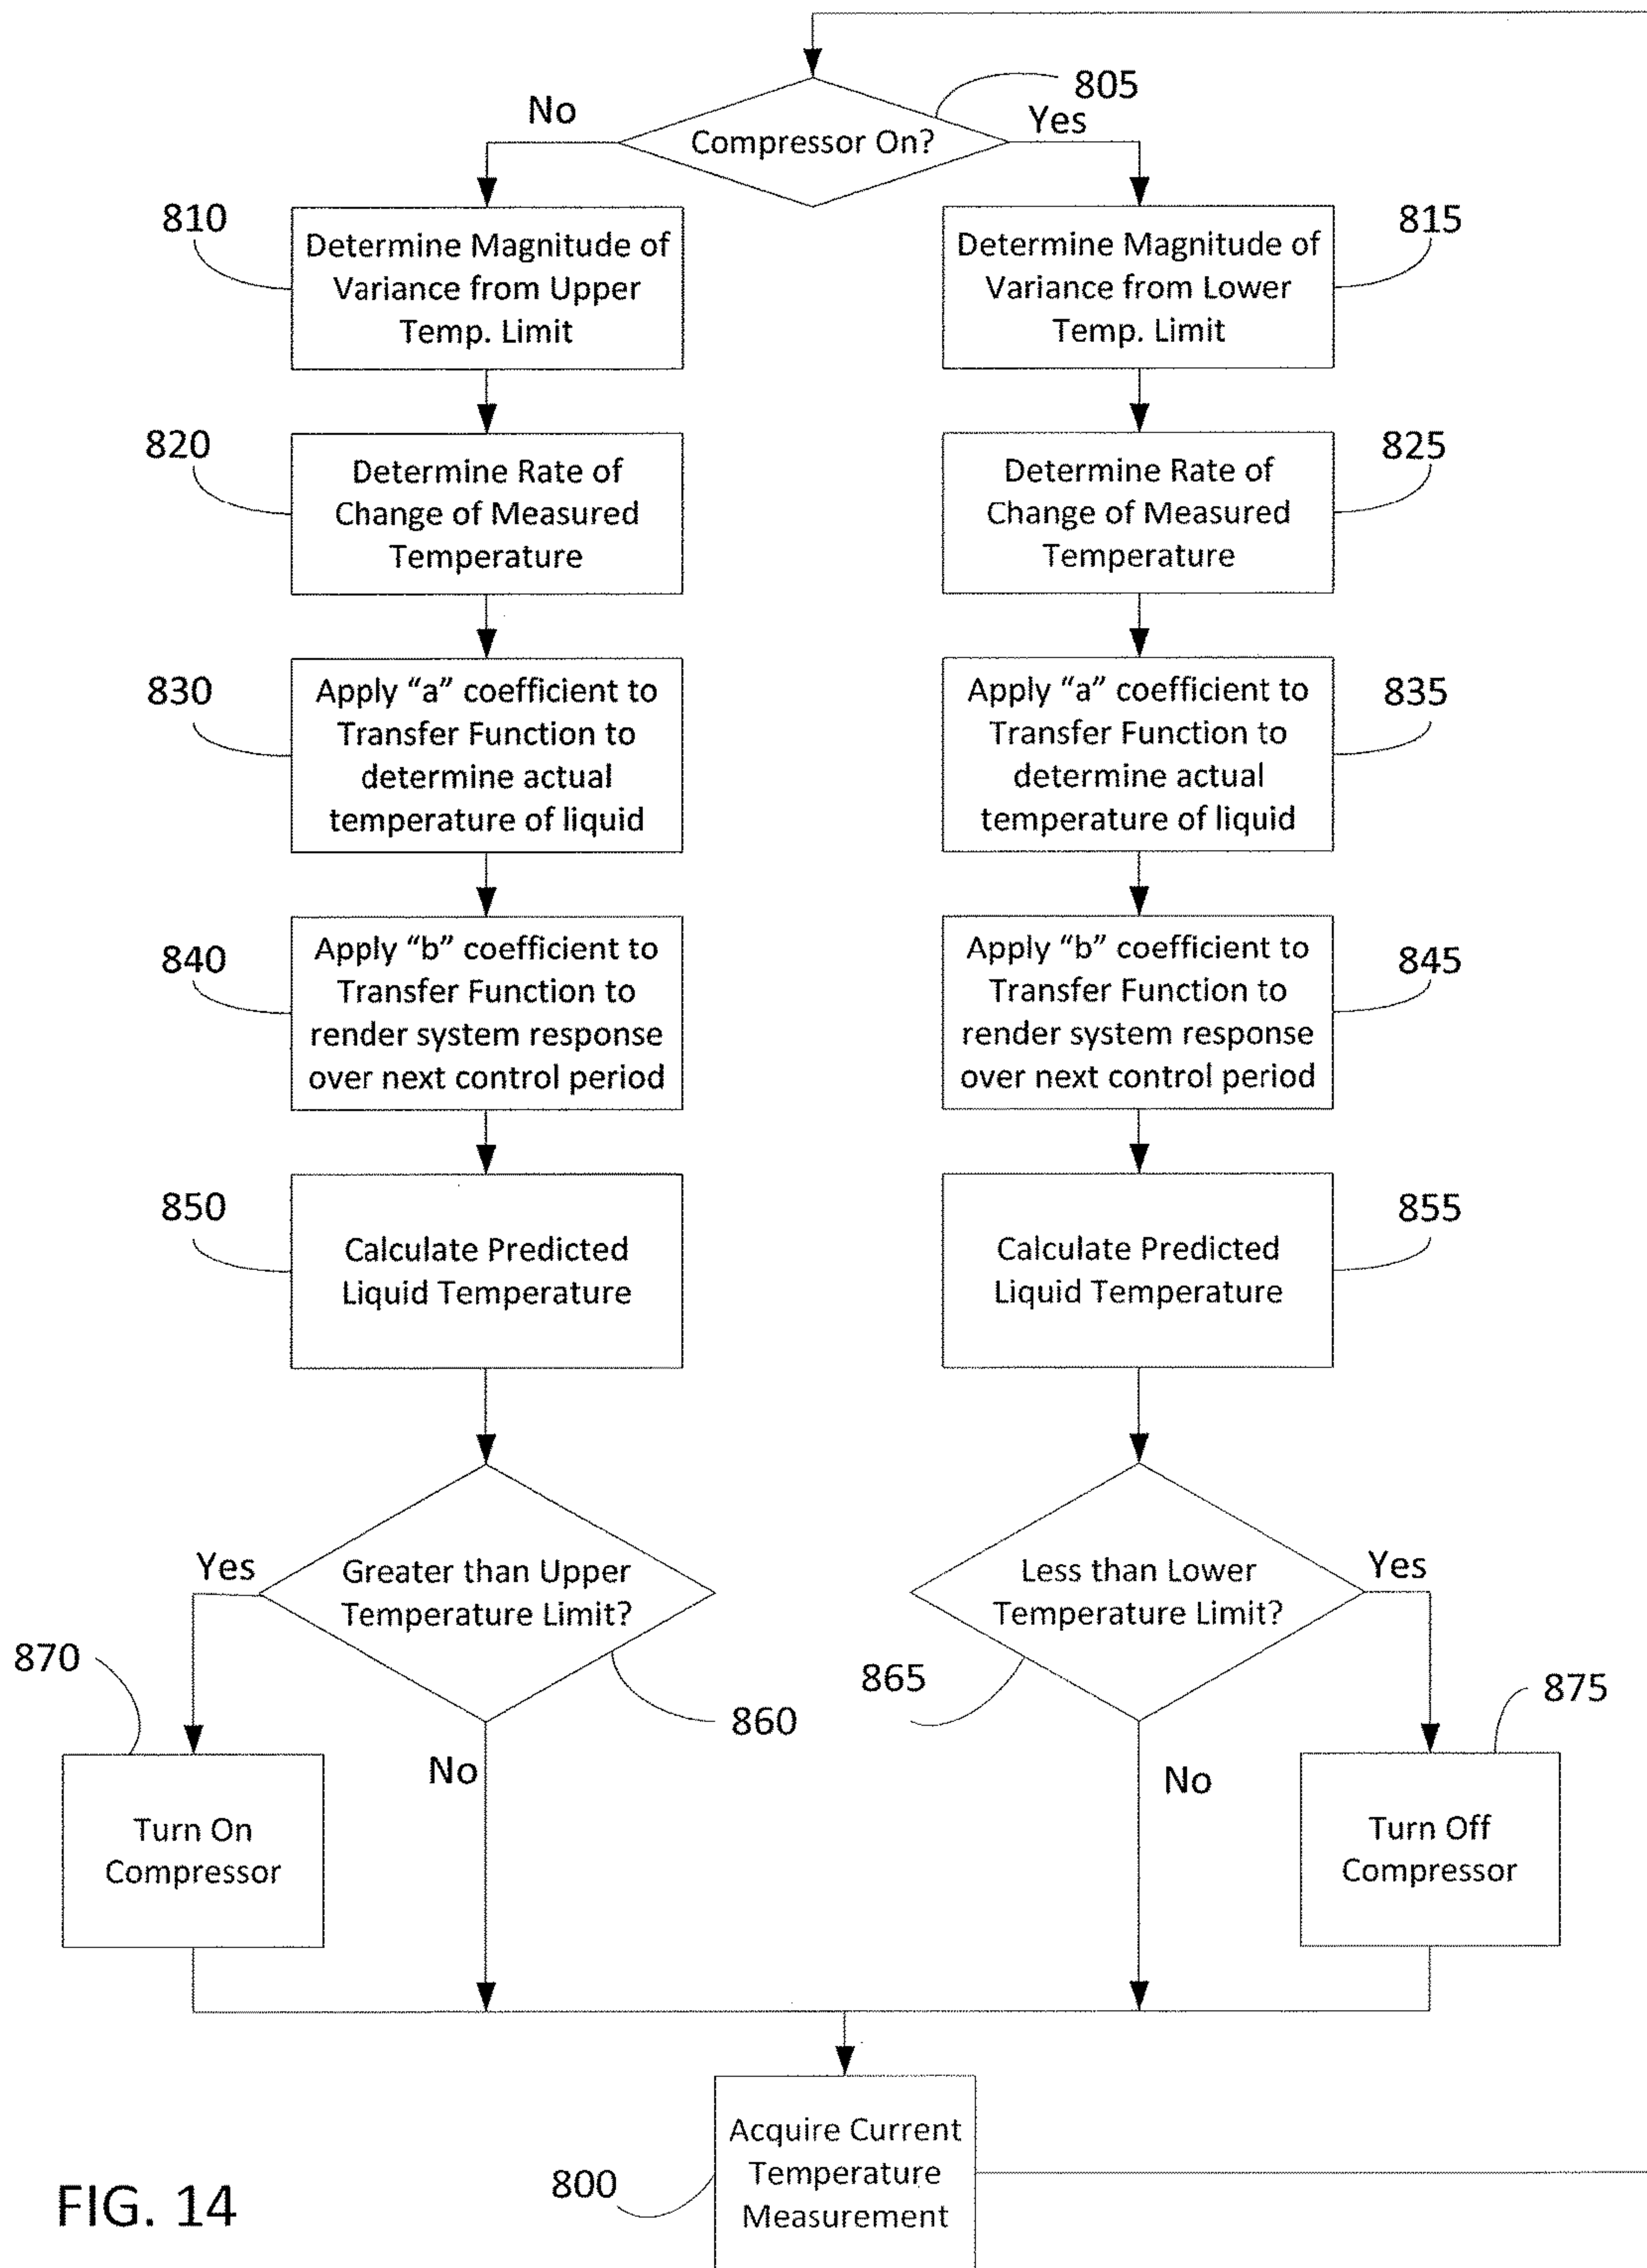 805
No
Yes
Compressor On?
810
Determine Magnitude of
Variance from Upper
Temp. Limit
Determine Magnitude of
Variance from Lower
Temp. Limit
815
820
Determine Rate of
Change of Measured
Temperature
Determine Rate of
Change of Measured
Temperature
825
830
Apply “a” coefficient to
Transfer Function to
determine actual
temperature of liquid
Apply “a” coefficient to
Transfer Function to
determine actual
temperature of liquid
835
840
Apply “b” coefficient to
Transfer Function to
render system response
over next control period
Apply “b” coefficient to
Transfer Function to
render system response
over next control period
845
850
Calculate Predicted
Liquid Temperature
Calculate Predicted
Liquid Temperature
855
Yes
Greater than Upper
Temperature Limit?
Less than Lower
Temperature Limit?
Yes
870
860
865
875
No
No
Turn On
Compressor
Turn Off
Compressor
800
Acquire Current
Temperature
Measurement
FIG. 14